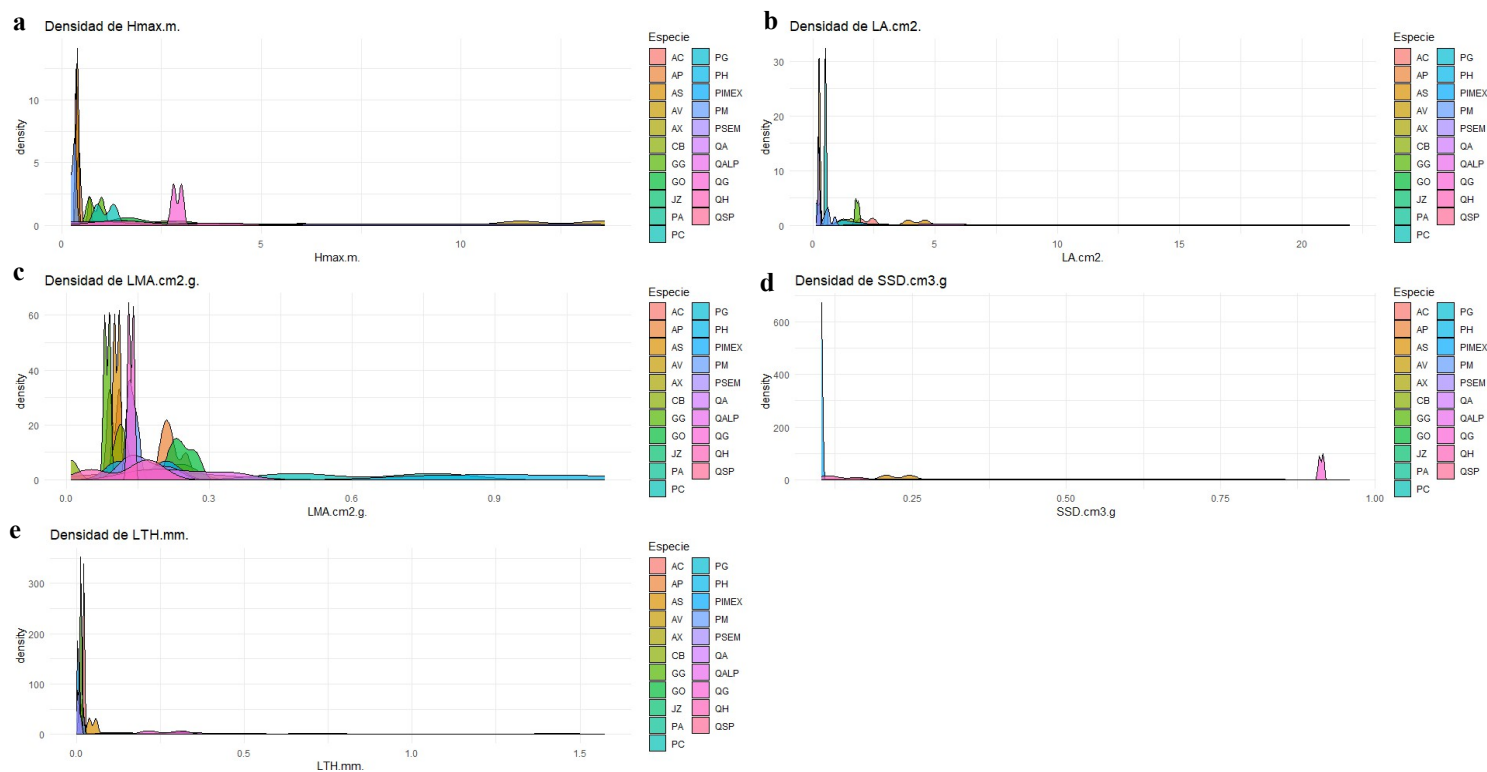 a
Densidad de Hmax.m.
density
10
5
0
0 5 10
Hmax.m.
Especie
AC PG
AP PH
AS PIMEX
AV PM
AX PSEM
CB QA
GG QALP
GO QG
JZ QH
PA QSP
PC
b
Densidad de LA.cm2.
density
30
20
10
0
0 5 10 15 20
LA.cm2.
Especie
AC PG
AP PH
AS PIMEX
AV PM
AX PSEM
CB QA
GG QALP
GO QG
JZ QH
PA QSP
PC
c
Densidad de LMA.cm2.g.
density
60
40
20
0
0.0 0.3 0.6 0.9
LMA.cm2.g.
Especie
AC PG
AP PH
AS PIMEX
AV PM
AX PSEM
CB QA
GG QALP
GO QG
JZ QH
PA QSP
PC
d
Densidad de SSD.cm3.g
density
600
400
200
0
0.25 0.50 0.75 1.00
SSD.cm3.g
Especie
AC PG
AP PH
AS PIMEX
AV PM
AX PSEM
CB QA
GG QALP
GO QG
JZ QH
PA QSP
PC
e
Densidad de LTH.mm.
density
300
200
100
0
0.0 0.5 1.0 1.5
LTH.mm.
Especie
AC PG
AP PH
AS PIMEX
AV PM
AX PSEM
CB QA
GG QALP
GO QG
JZ QH
PA QSP
PC